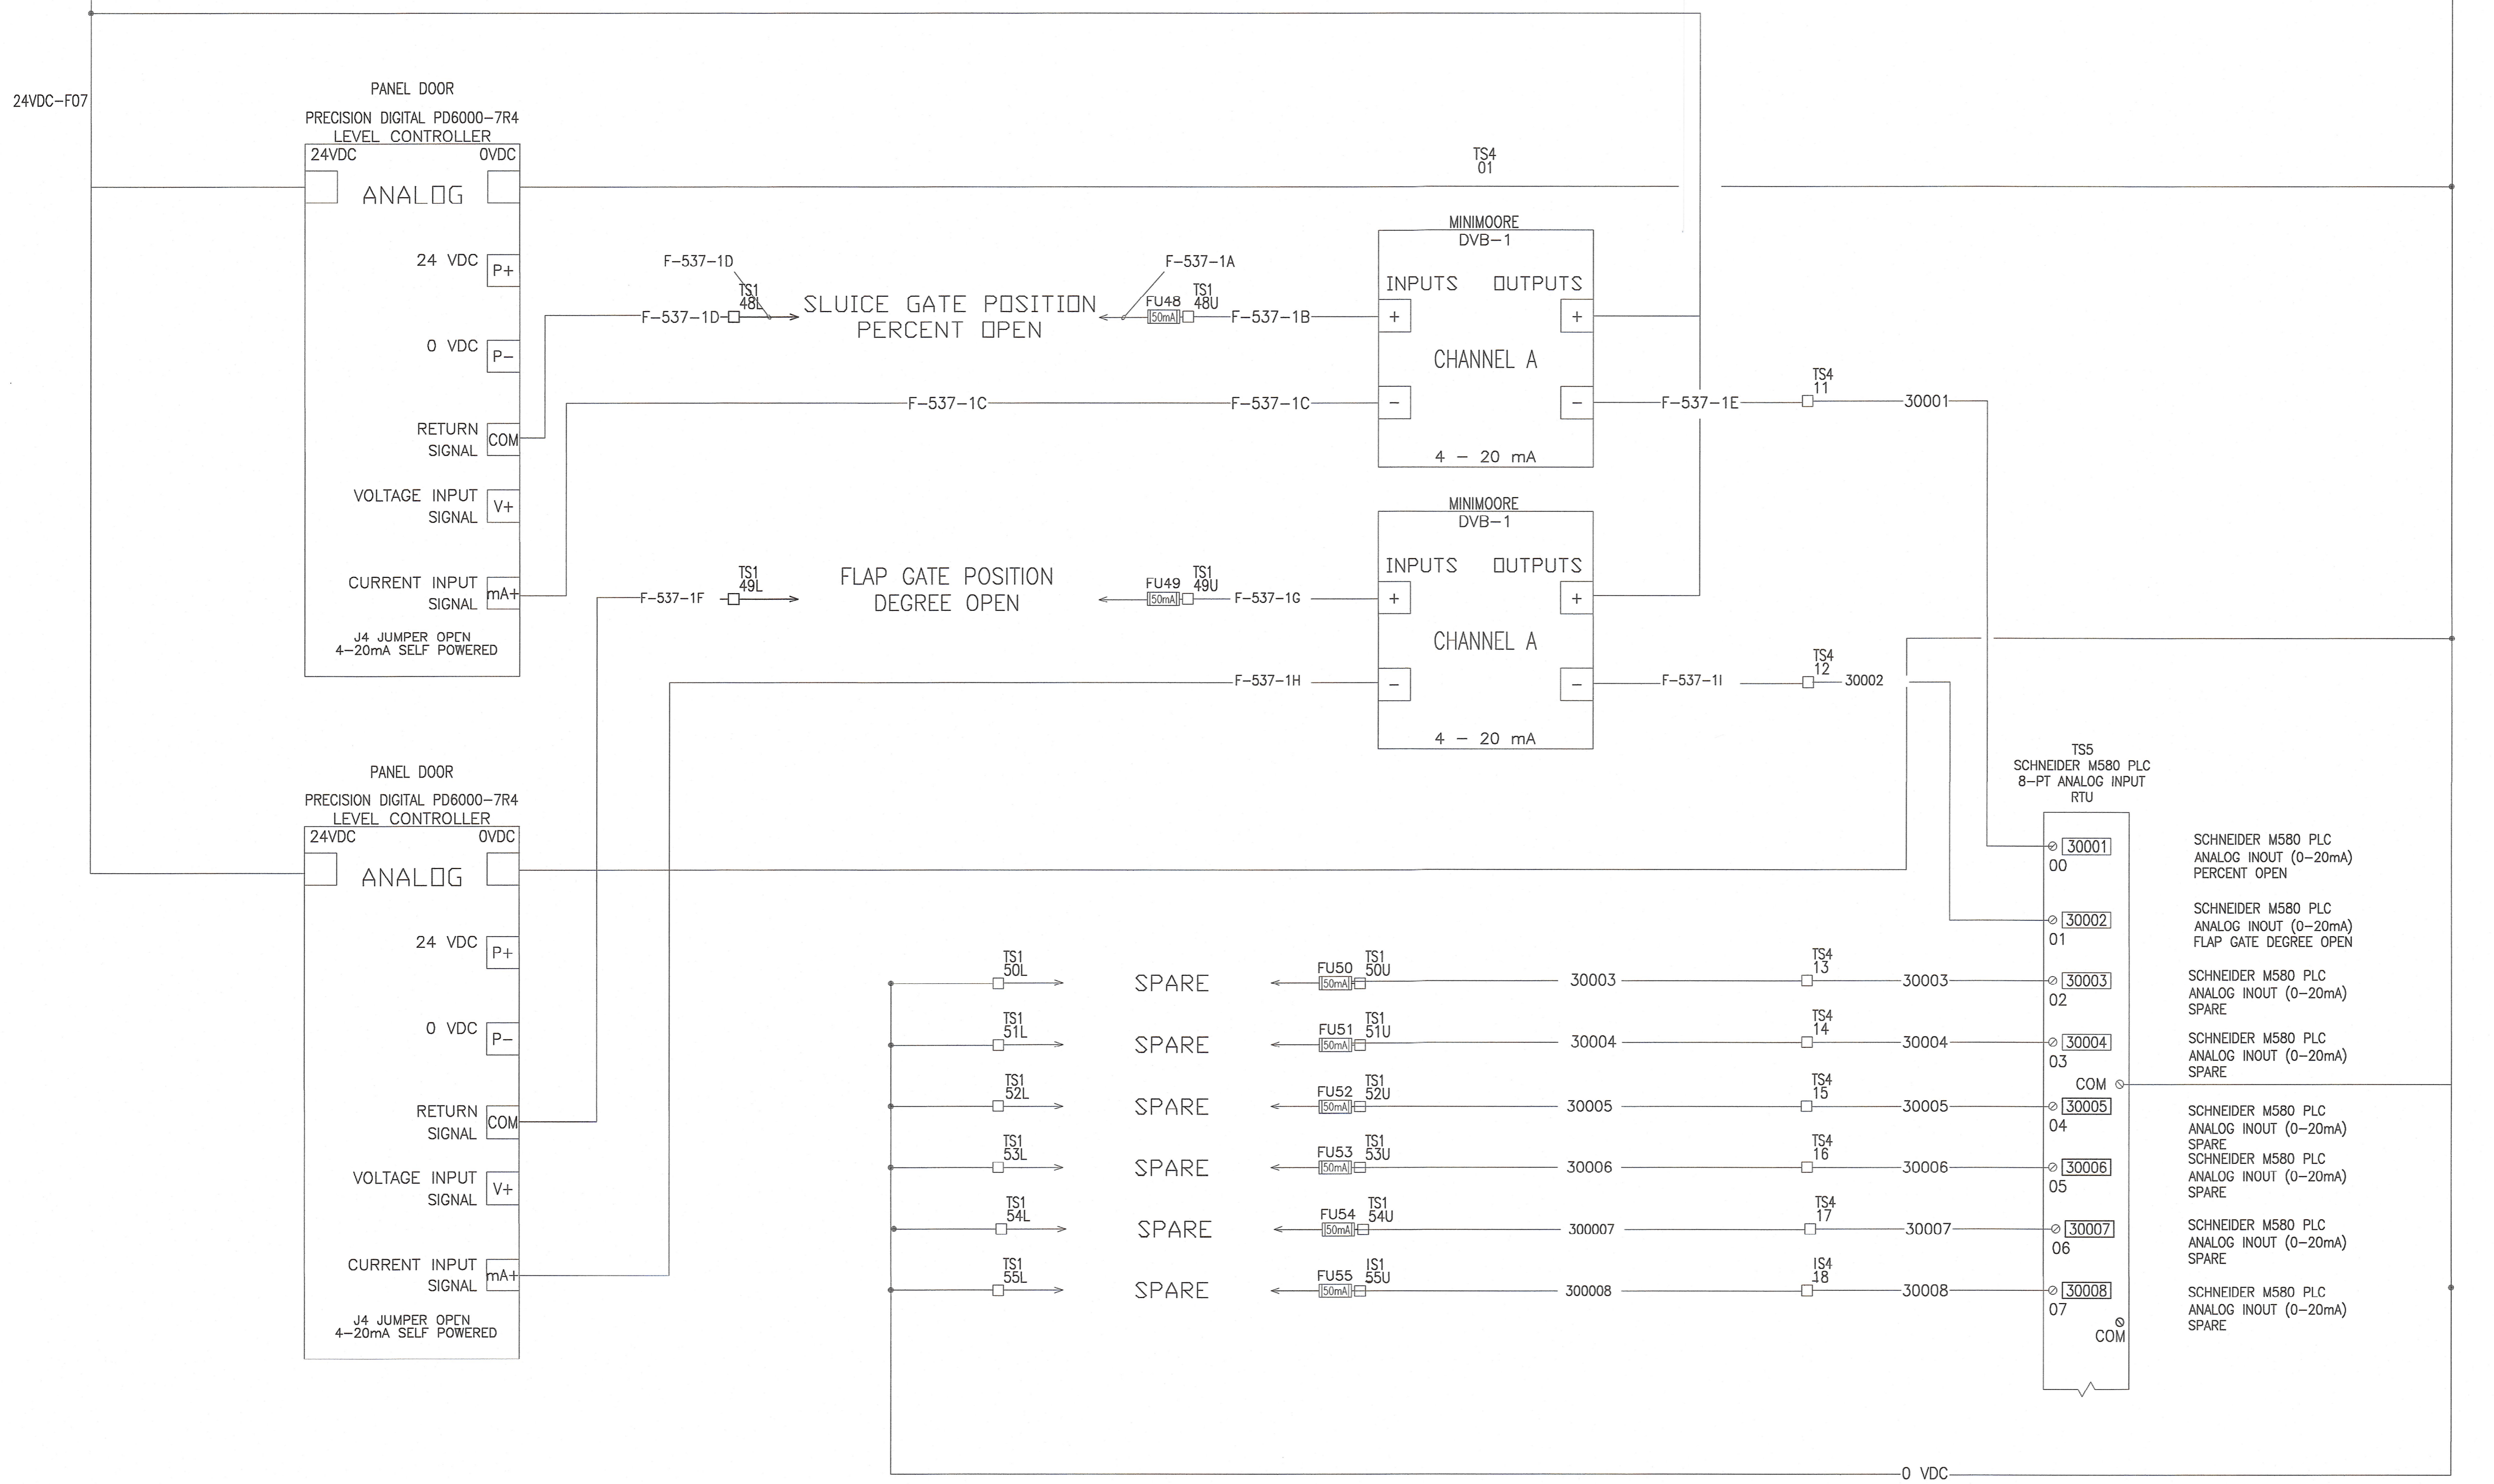 24VDC-F07
PANEL DOOR
PRECISION DIGITAL PD6000-7R4
LEVEL CONTROLLER
24VDC 0VDC
ANALOG
24 VDC P+
0 VDC P-
RETURN
SIGNAL
COM
VOLTAGE INPUT
SIGNAL
V+
CURRENT INPUT
SIGNAL
mA+
J4 JUMPER OPEN
4-20mA SELF POWERED
F-537-1D
TS1
48L
F-537-1D
SLUICE GATE POSITION
PERCENT OPEN
F-537-1A
FU48
50mA
TS1
48U
F-537-1B
F-537-1C
F-537-1C
TS4
01
MINIMOORE
DVB-1
INPUTS OUTPUTS
+ +
CHANNEL A
- -
4 - 20 mA
F-537-1E
TS4
11
30001
F-537-1F
TS1
49L
FLAP GATE POSITION
DEGREE OPEN
FU49
50mA
TS1
49U
F-537-1G
F-537-1H
MINIMOORE
DVB-1
INPUTS OUTPUTS
+ +
CHANNEL A
- -
4 - 20 mA
F-537-1I
TS4
12
30002
PANEL DOOR
PRECISION DIGITAL PD6000-7R4
LEVEL CONTROLLER
24VDC 0VDC
ANALOG
24 VDC P+
0 VDC P-
RETURN
SIGNAL
COM
VOLTAGE INPUT
SIGNAL
V+
CURRENT INPUT
SIGNAL
mA+
J4 JUMPER OPEN
4-20mA SELF POWERED
TS5
SCHNEIDER M580 PLC
8-PT ANALOG INPUT
RTU
30001
00
SCHNEIDER M580 PLC
ANALOG INOUT (0-20mA)
PERCENT OPEN
30002
01
SCHNEIDER M580 PLC
ANALOG INOUT (0-20mA)
FLAP GATE DEGREE OPEN
TS1
50L
SPARE
FU50
50mA
TS1
50U
30003
TS4
13
30003
30003
02
SCHNEIDER M580 PLC
ANALOG INOUT (0-20mA)
SPARE
TS1
51L
SPARE
FU51
50mA
TS1
51U
30004
TS4
14
30004
30004
03
SCHNEIDER M580 PLC
ANALOG INOUT (0-20mA)
SPARE
COM
TS1
52L
SPARE
FU52
50mA
TS1
52U
30005
TS4
15
30005
30005
04
SCHNEIDER M580 PLC
ANALOG INOUT (0-20mA)
SPARE
TS1
53L
SPARE
FU53
50mA
TS1
53U
30006
TS4
16
30006
30006
05
SCHNEIDER M580 PLC
ANALOG INOUT (0-20mA)
SPARE
TS1
54L
SPARE
FU54
50mA
TS1
54U
300007
TS4
17
30007
30007
06
SCHNEIDER M580 PLC
ANALOG INOUT (0-20mA)
SPARE
TS1
55L
SPARE
FU55
50mA
IS1
55U
300008
IS4
18
30008
30008
07
SCHNEIDER M580 PLC
ANALOG INOUT (0-20mA)
SPARE
COM
0 VDC